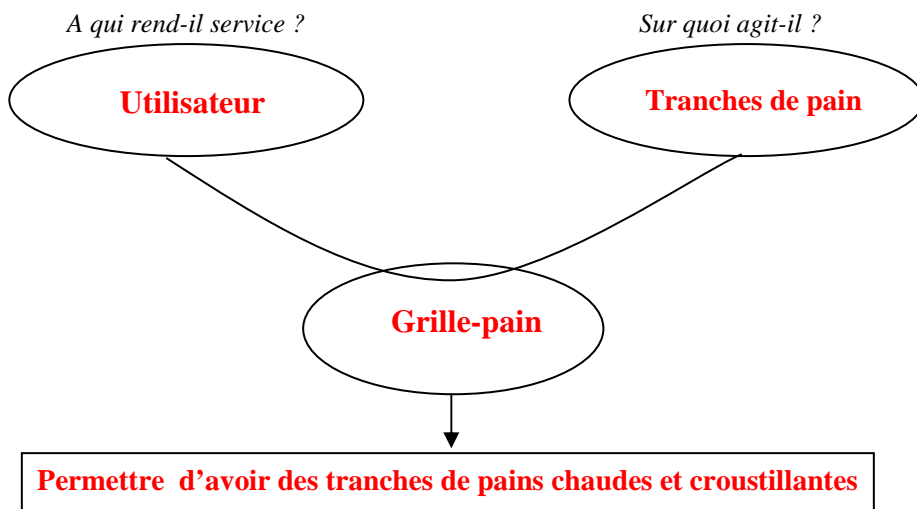 A qui rend-il service ?
Sur quoi agit-il ?
Utilisateur
Tranches de pain
Grille-pain
Permettre d’avoir des tranches de pains chaudes et croustillantes